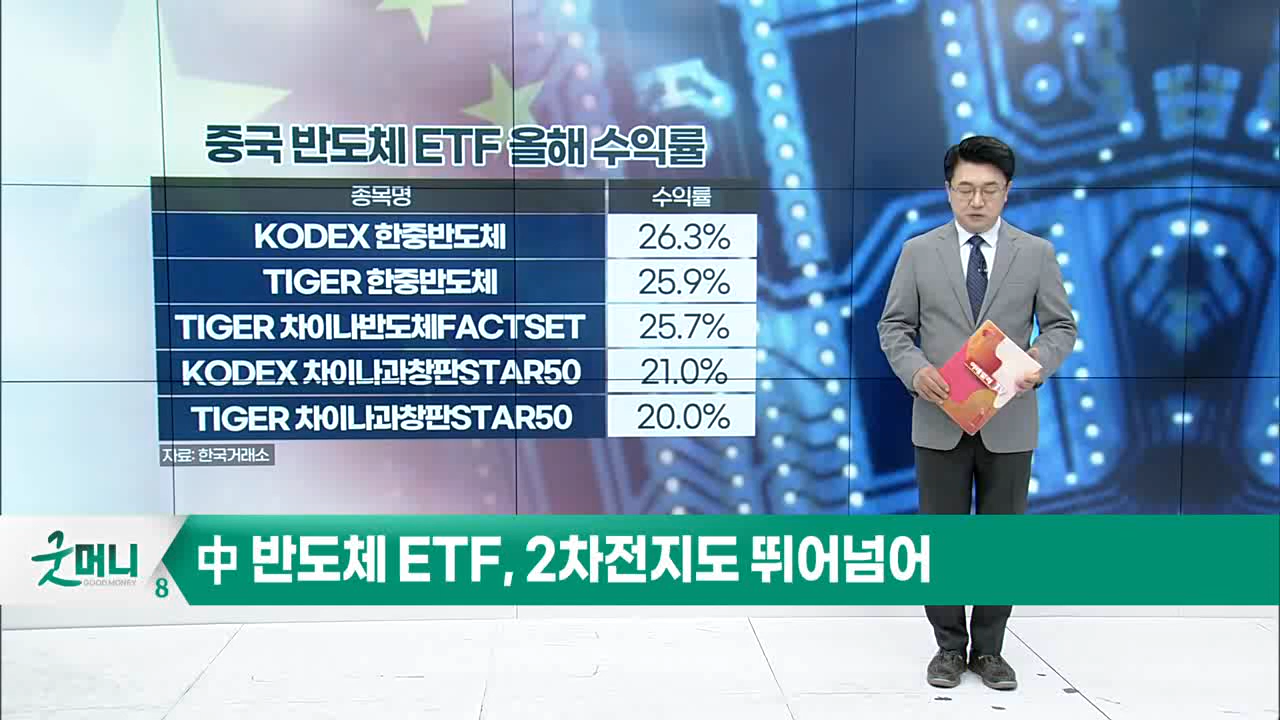 중국 반도체 ETF 올해 수익률
종목명 수익률
KODEX 한중반도체 26.3%
TIGER 한중반도체 25.9%
TIGER 차이나반도체FACTSET 25.7%
KODEX 차이나과창판STAR50 21.0%
TIGER 차이나과창판STAR50 20.0%
자료: 한국거래소
굿머니
GOOD MONEY
8
中 반도체 ETF, 2차전지도 뛰어넘어